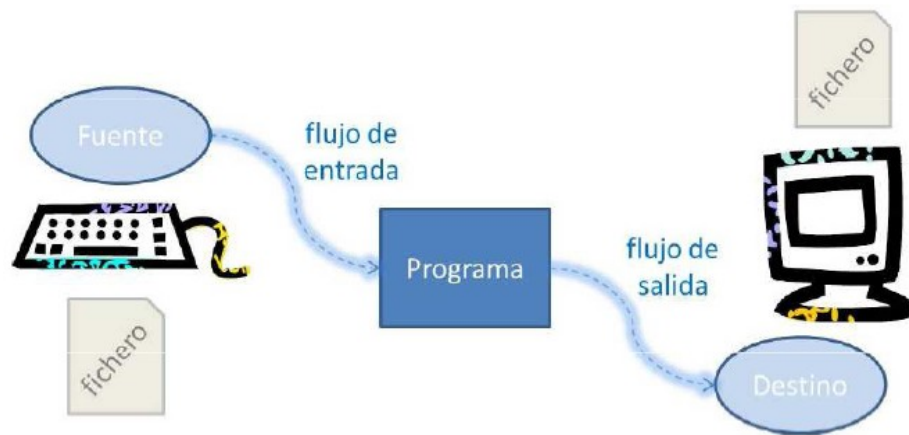 fichero
Fuente
flujo de
entrada
Programa
flujo de
salida
fichero
Destino